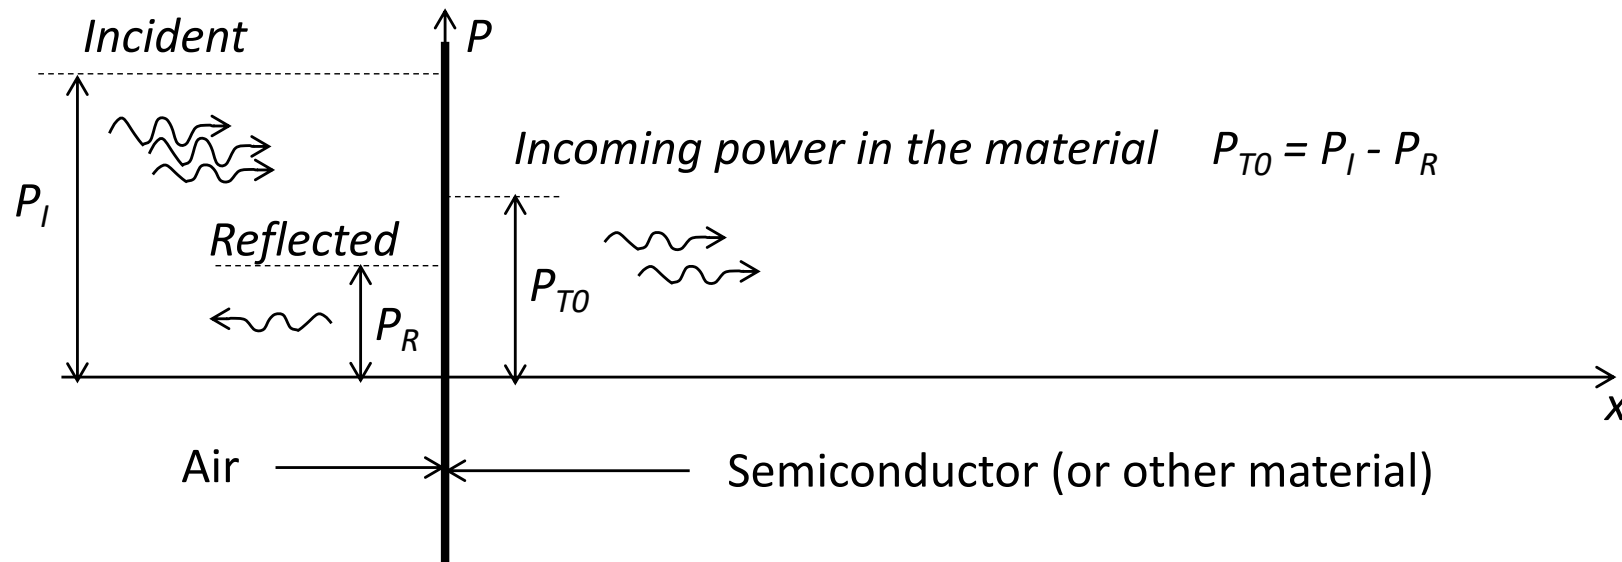 Incident
P
Incoming power in the material P_T0 = P_I - P_R
P_I
Reflected
P_T0
P_R
x
Air
Semiconductor (or other material)